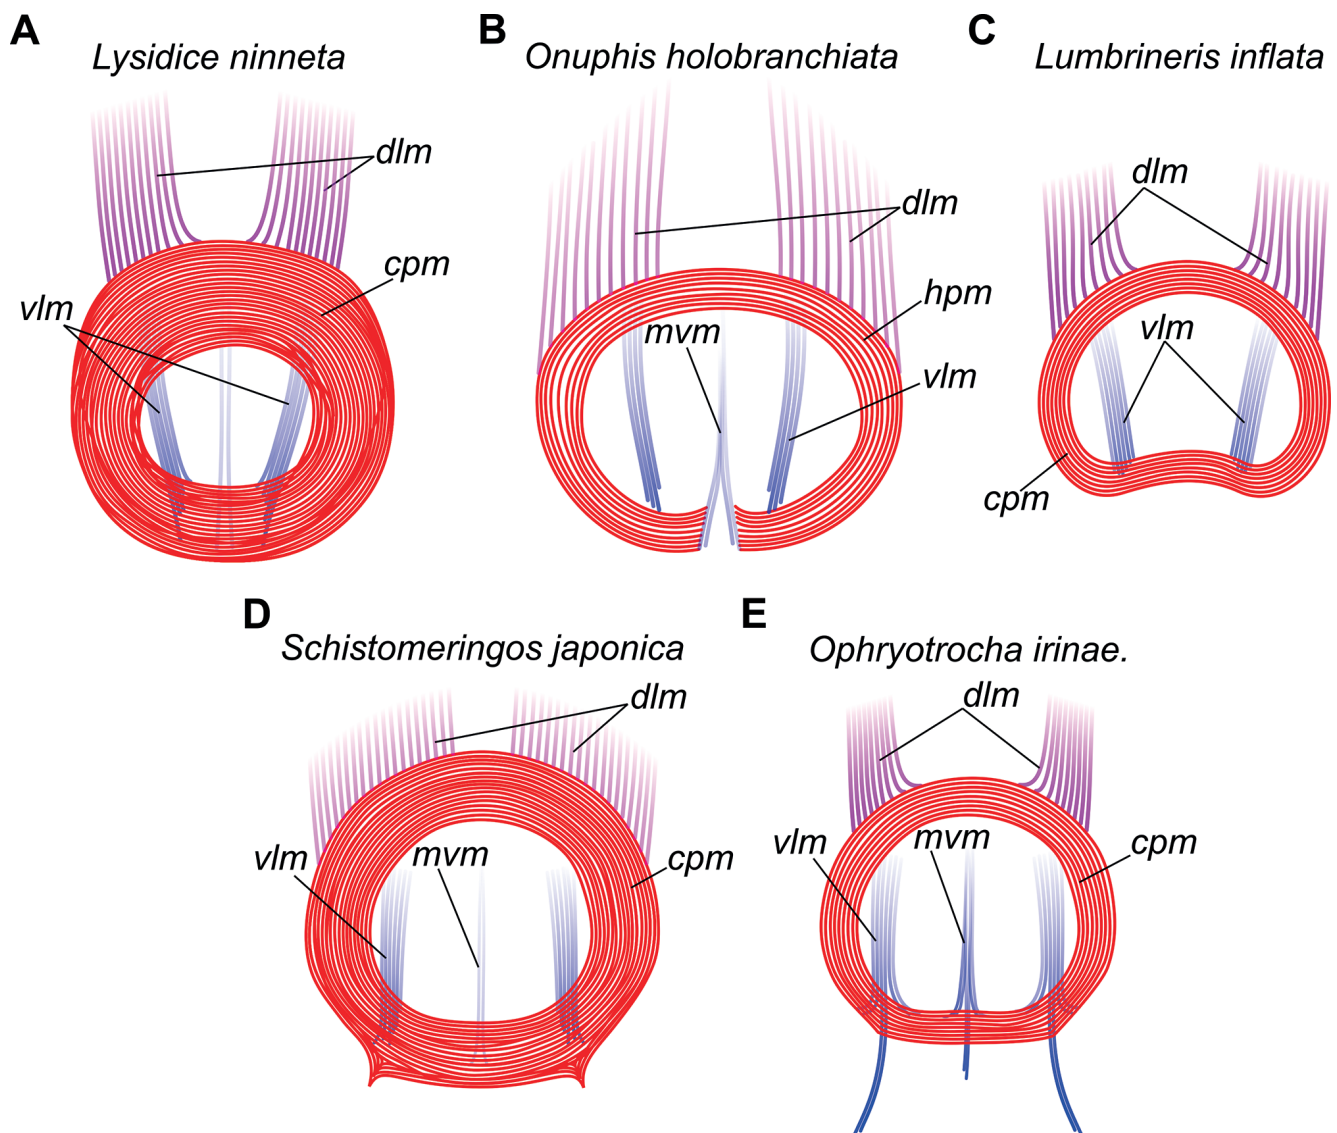 A
Lysidice ninneta
dlm
cpm
vlm
B
Onuphis holobranchiata
dlm
hpm
mvm
vlm
C
Lumbrineris inflata
dlm
vlm
cpm
D
Schistomeringos japonica
dlm
vlm
mvm
cpm
E
Ophryotrocha irinae.
dlm
vlm
mvm
cpm